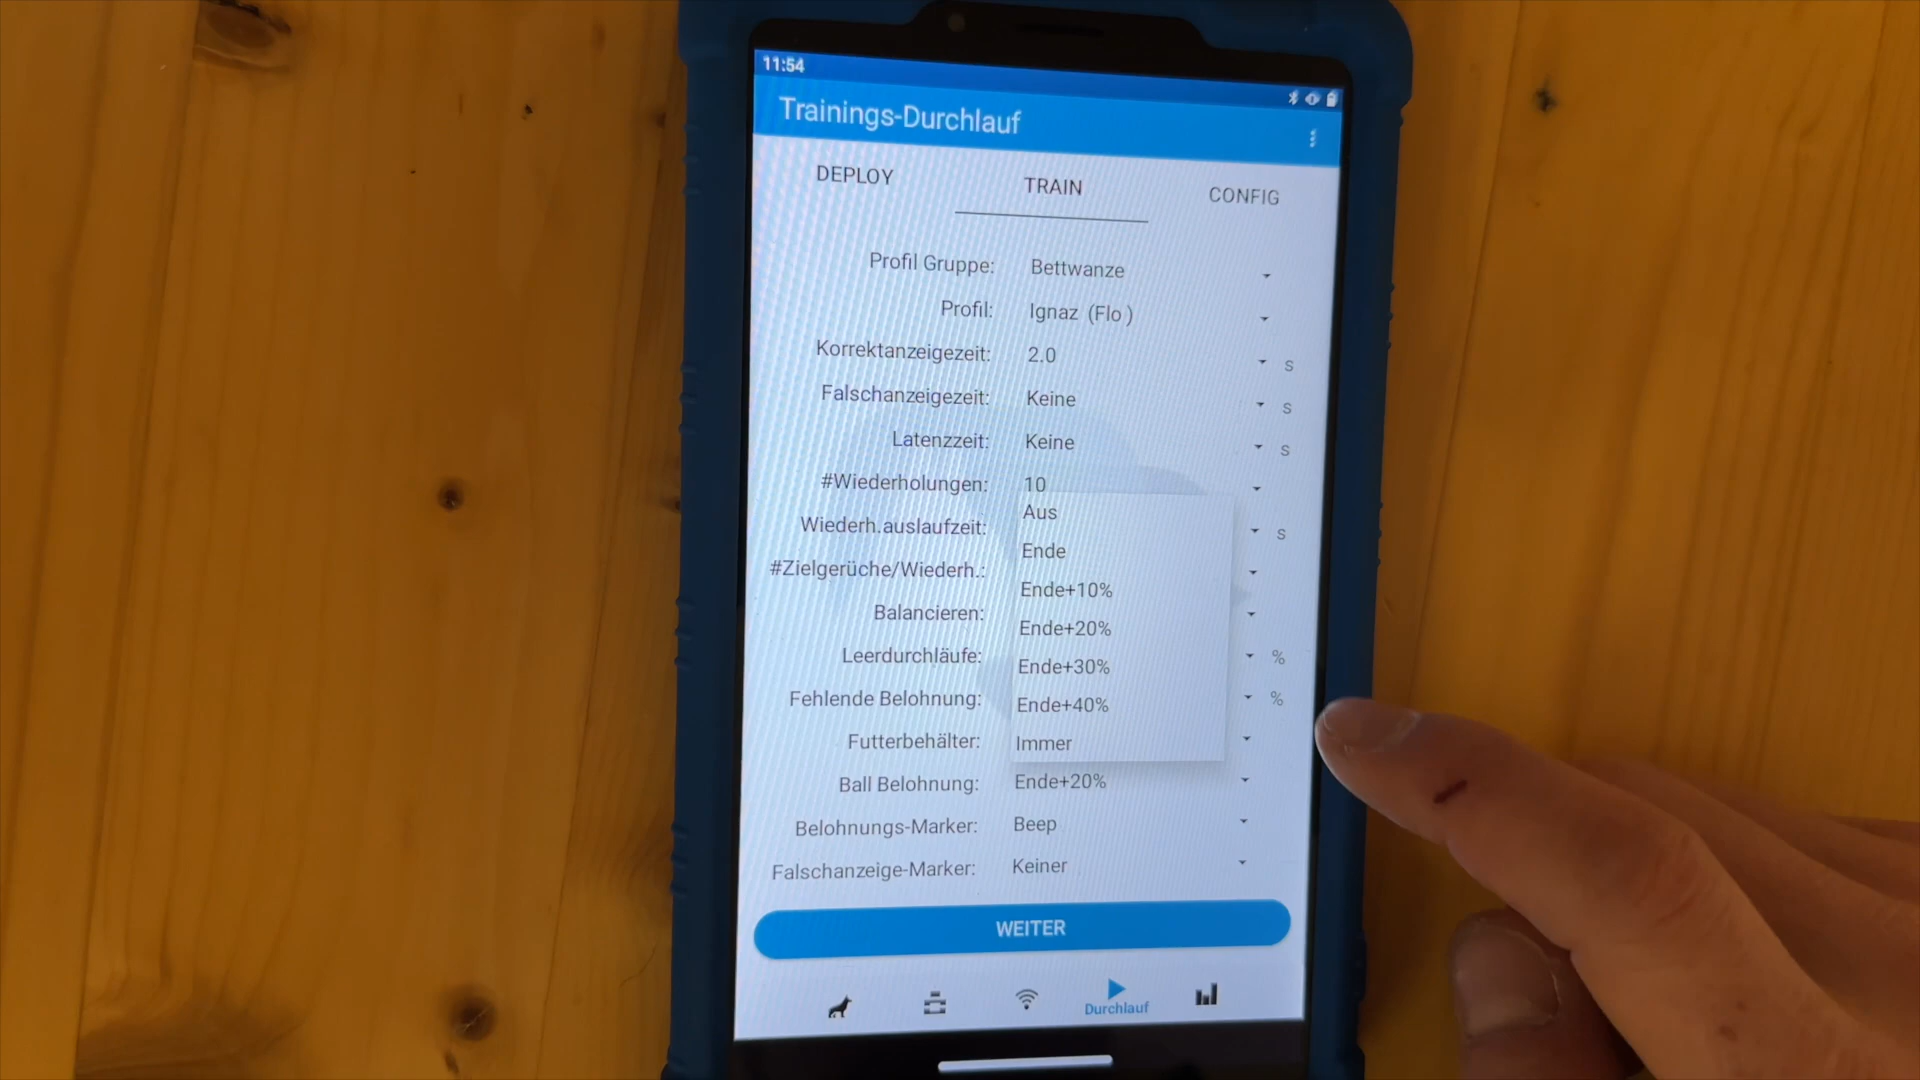 11:54
Trainings-Durchlauf
DEPLOY TRAIN CONFIG
Profil Gruppe: Bettwanze
Profil: Ignaz (Flo )
Korrektanzeigezeit: 2.0 s
Falschanzeigezeit: Keine s
Latenzzeit: Keine s
#Wiederholungen: 10
Aus
Wiederh.auslaufzeit: s
Ende
#Zielgerüche/Wiederh.:
Ende+10%
Balancieren:
Ende+20%
Leerdurchläufe: %
Ende+30%
Fehlende Belohnung: %
Ende+40%
Futterbehälter:
Immer
Ball Belohnung: Ende+20%
Belohnungs-Marker: Beep
Falschanzeige-Marker: Keiner
WEITER
Durchlauf